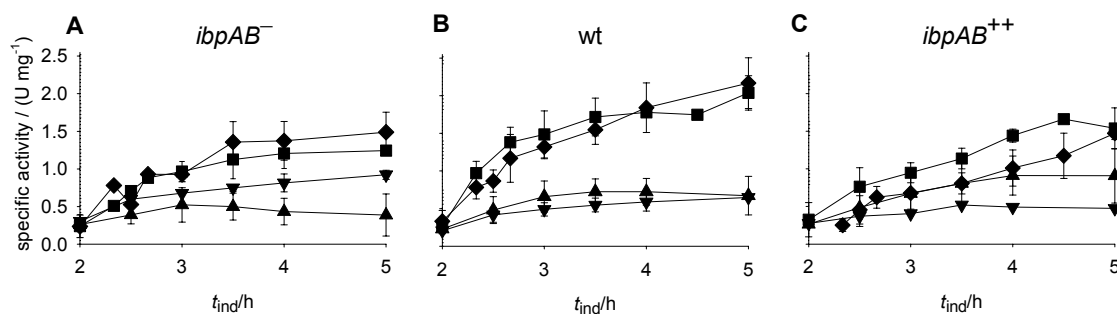 A ibpAB⁻
B wt
C ibpAB⁺⁺
specific activity / (U mg⁻¹)
2.5
2.0
1.5
1.0
0.5
0.0
2 3 4 5
2 3 4 5
2 3 4 5
t_ind/h
t_ind/h
t_ind/h